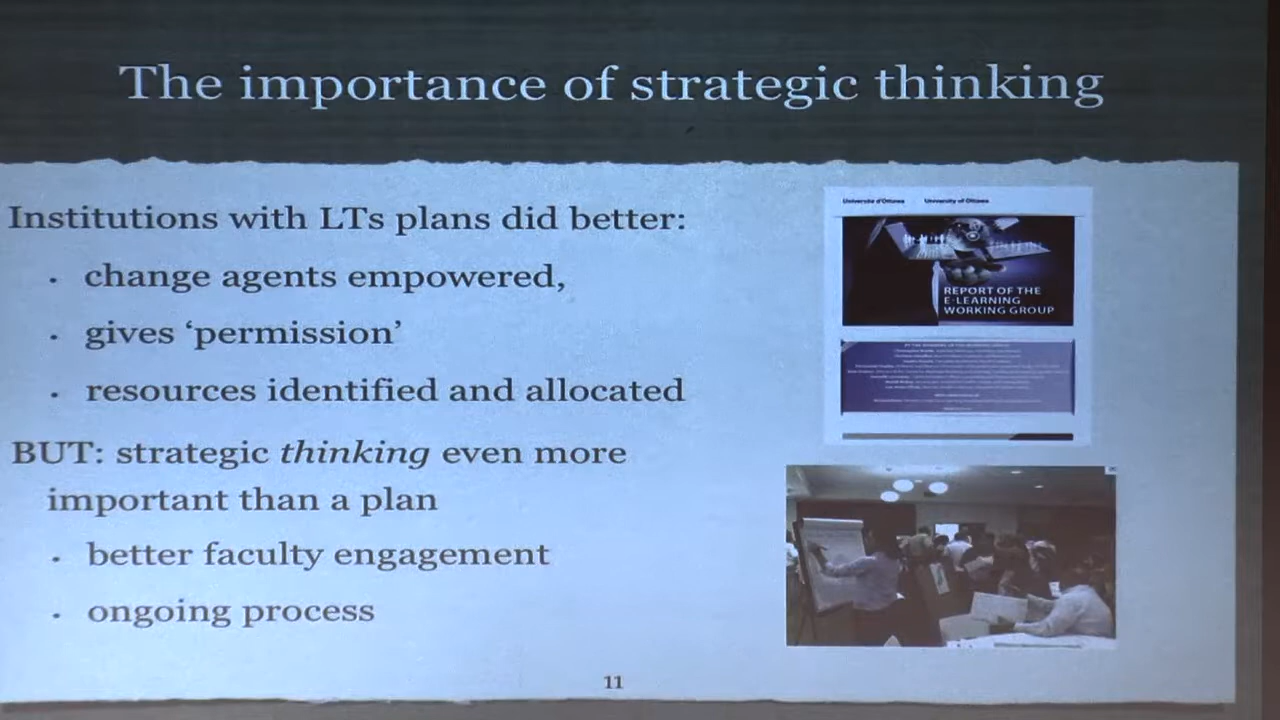 The importance of strategic thinking
Institutions with LTs plans did better:
· change agents empowered,
· gives ‘permission’
· resources identified and allocated
BUT: strategic thinking even more
important than a plan
· better faculty engagement
· ongoing process
Université d'Ottawa University of Ottawa
REPORT OF THE
E-LEARNING
WORKING GROUP
11